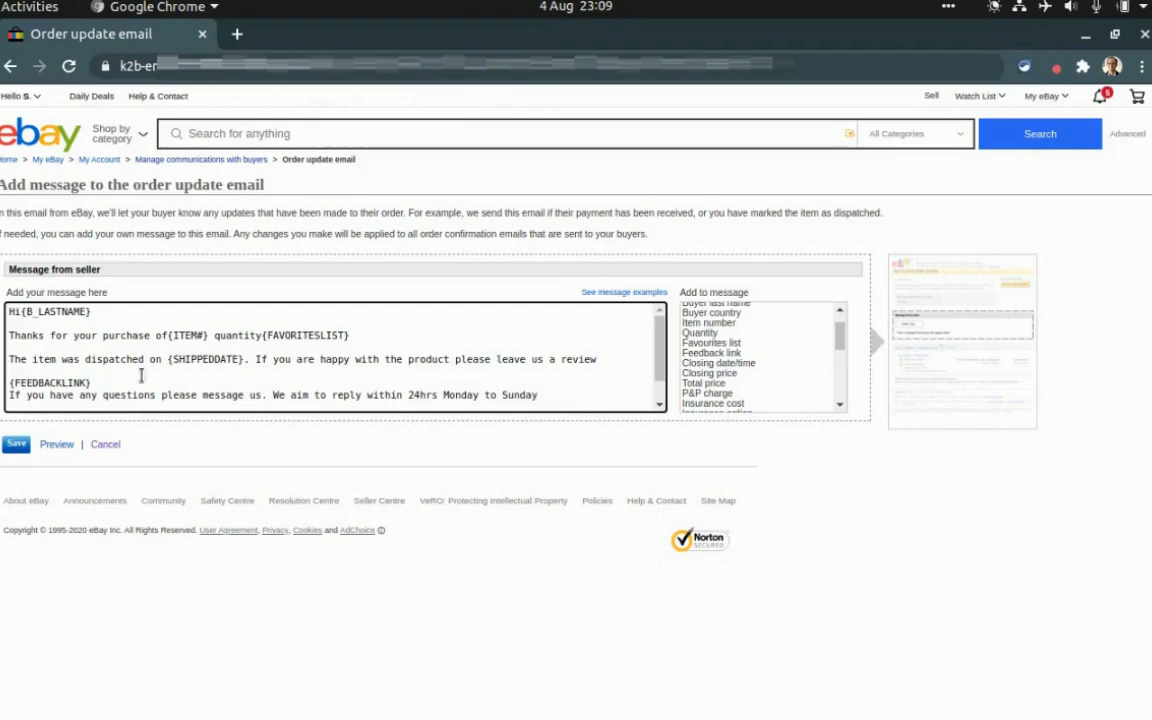 Activities Google Chrome 4 Aug 23:09
Order update email
k2b-er
Hello S. Daily Deals Help & Contact Sell Watch List My eBay 5
ebay Shop by category Search for anything All Categories Search Advanced
Home > My eBay > My Account > Manage communications with buyers > Order update email
Add message to the order update email
n this email from eBay, we'll let your buyer know any updates that have been made to their order. For example, we send this email if their payment has been received, or you have marked the item as dispatched.
f needed, you can add your own message to this email. Any changes you make will be applied to all order confirmation emails that are sent to your buyers.
Message from seller
Add your message here See message examples Add to message
Hi{B_LASTNAME}
Thanks for your purchase of{ITEM#} quantity{FAVORITESLIST}
The item was dispatched on {SHIPPEDDATE}. If you are happy with the product please leave us a review
{FEEDBACKLINK}
If you have any questions please message us. We aim to reply within 24hrs Monday to Sunday
Buyer last name
Buyer country
Item number
Quantity
Favourites list
Feedback link
Closing date/time
Closing price
Total price
P&P charge
Insurance cost
Insurance option
Save Preview | Cancel
About eBay Announcements Community Safety Centre Resolution Centre Seller Centre VeRO: Protecting Intellectual Property Policies Help & Contact Site Map
Copyright © 1995-2020 eBay Inc. All Rights Reserved. User Agreement, Privacy, Cookies and AdChoice
Norton
SECURED